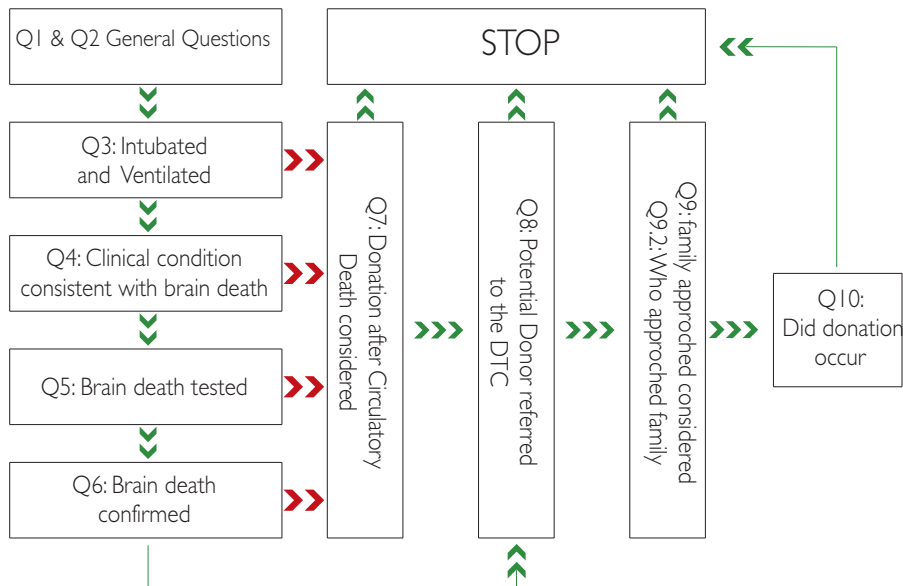 Q1 & Q2 General Questions
STOP
Q3: Intubated
and Ventilated
Q4: Clinical condition
consistent with brain death
Q5: Brain death tested
Q6: Brain death
confirmed
Q7: Donation after Circulatory
Death considered
Q8: Potential Donor referred
to the DTC
Q9: family approched considered
Q9.2: Who approched family
Q10:
Did donation
occur